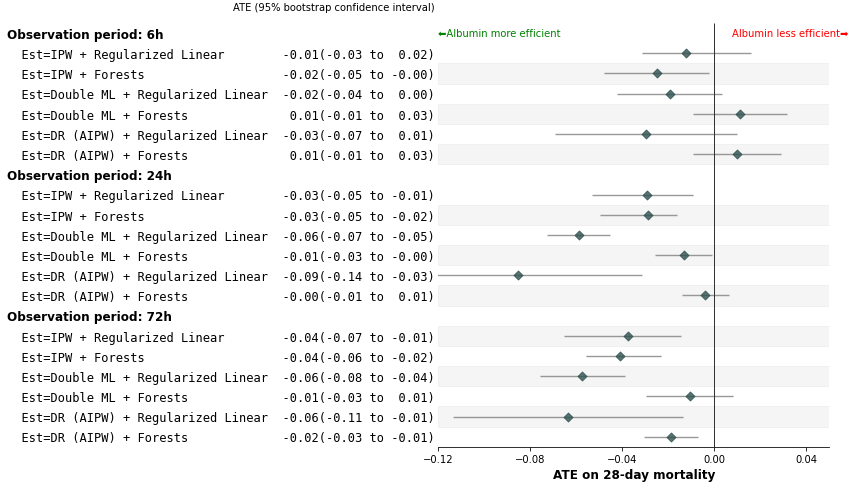 ATE (95% bootstrap confidence interval)
Observation period: 6h
⬅Albumin more efficient
Albumin less efficient➡
Est=IPW + Regularized Linear -0.01(-0.03 to 0.02)
Est=IPW + Forests -0.02(-0.05 to -0.00)
Est=Double ML + Regularized Linear -0.02(-0.04 to 0.00)
Est=Double ML + Forests 0.01(-0.01 to 0.03)
Est=DR (AIPW) + Regularized Linear -0.03(-0.07 to 0.01)
Est=DR (AIPW) + Forests 0.01(-0.01 to 0.03)
Observation period: 24h
Est=IPW + Regularized Linear -0.03(-0.05 to -0.01)
Est=IPW + Forests -0.03(-0.05 to -0.02)
Est=Double ML + Regularized Linear -0.06(-0.07 to -0.05)
Est=Double ML + Forests -0.01(-0.03 to -0.00)
Est=DR (AIPW) + Regularized Linear -0.09(-0.14 to -0.03)
Est=DR (AIPW) + Forests -0.00(-0.01 to 0.01)
Observation period: 72h
Est=IPW + Regularized Linear -0.04(-0.07 to -0.01)
Est=IPW + Forests -0.04(-0.06 to -0.02)
Est=Double ML + Regularized Linear -0.06(-0.08 to -0.04)
Est=Double ML + Forests -0.01(-0.03 to 0.01)
Est=DR (AIPW) + Regularized Linear -0.06(-0.11 to -0.01)
Est=DR (AIPW) + Forests -0.02(-0.03 to -0.01)
−0.12 −0.08 −0.04 0.00 0.04
ATE on 28-day mortality